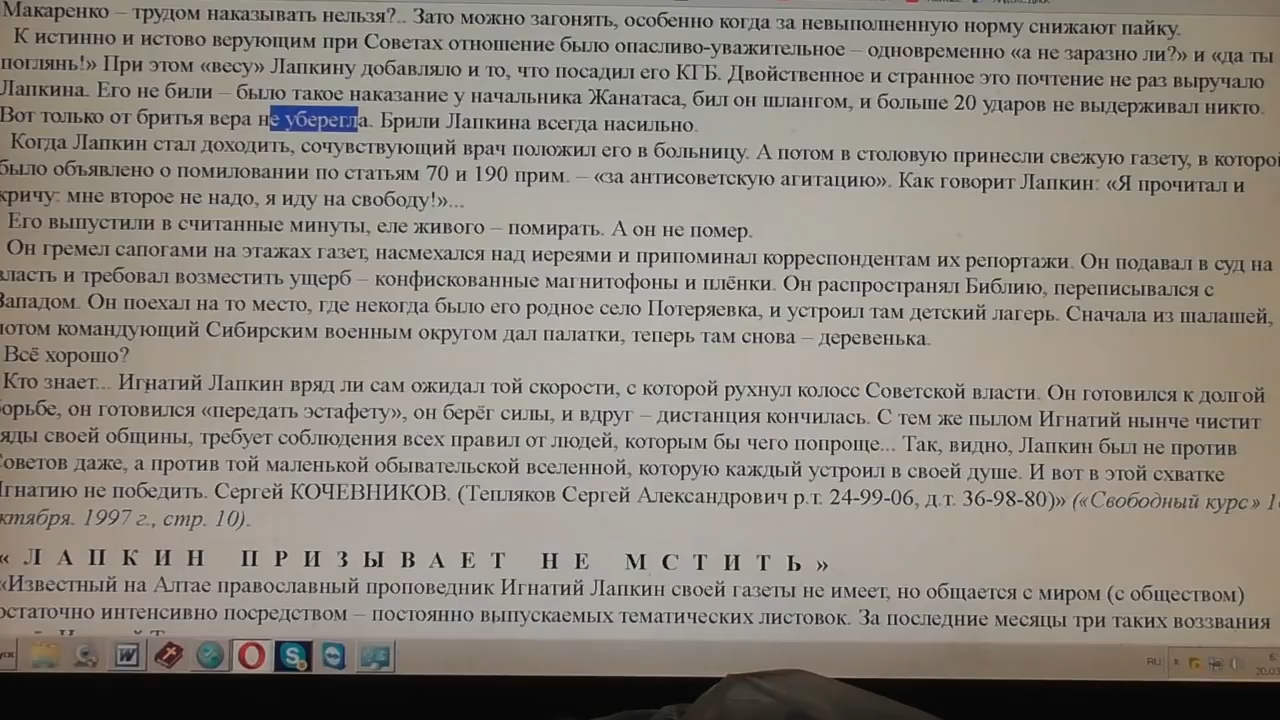 Макаренко – трудом наказывать нельзя?.. Зато можно загонять, особенно когда за невыполненную норму снижают пайку.
К истинно и истово верующим при Советах отношение было опасливо-уважительное – одновременно «а не заразно ли?» и «да ты
поглянь!» При этом «весу» Лапкину добавляло и то, что посадил его КГБ. Двойственное и странное это почтение не раз выручало
Лапкина. Его не били – было такое наказание у начальника Жанатаса, бил он шлангом, и больше 20 ударов не выдерживал никто.
Вот только от бритья вера не уберегла. Брили Лапкина всегда насильно.
Когда Лапкин стал доходить, сочувствующий врач положил его в больницу. А потом в столовую принесли свежую газету, в которой
было объявлено о помиловании по статьям 70 и 190 прим. – «за антисоветскую агитацию». Как говорит Лапкин: «Я прочитал и
кричу: мне второе не надо, я иду на свободу!»...
Его выпустили в считанные минуты, еле живого – помирать. А он не помер.
Он гремел сапогами на этажах газет, насмехался над иереями и припоминал корреспондентам их репортажи. Он подавал в суд на
власть и требовал возместить ущерб – конфискованные магнитофоны и плёнки. Он распространял Библию, переписывался с
Западом. Он поехал на то место, где некогда было его родное село Потеряевка, и устроил там детский лагерь. Сначала из шалашей,
потом командующий Сибирским военным округом дал палатки, теперь там снова – деревенька.
Всё хорошо?
Кто знает... Игнатий Лапкин вряд ли сам ожидал той скорости, с которой рухнул колосс Советской власти. Он готовился к долгой
борьбе, он готовился «передать эстафету», он берёг силы, и вдруг – дистанция кончилась. С тем же пылом Игнатий нынче чистит
ряды своей общины, требует соблюдения всех правил от людей, которым бы чего попроще... Так, видно, Лапкин был не против
Советов даже, а против той маленькой обывательской вселенной, которую каждый устроил в своей душе. И вот в этой схватке
Игнатию не победить. Сергей КОЧЕВНИКОВ. (Тепляков Сергей Александрович р.т. 24-99-06, д.т. 36-98-80)» («Свободный курс»
октября. 1997 г., стр. 10).
« Л А П К И Н П Р И З Ы В А Е Т Н Е М С Т И Т Ь »
«Известный на Алтае православный проповедник Игнатий Лапкин своей газеты не имеет, но общается с миром (с обществом)
достаточно интенсивно посредством – постоянно выпускаемых тематических листовок. За последние месяцы три таких воззвания
RU